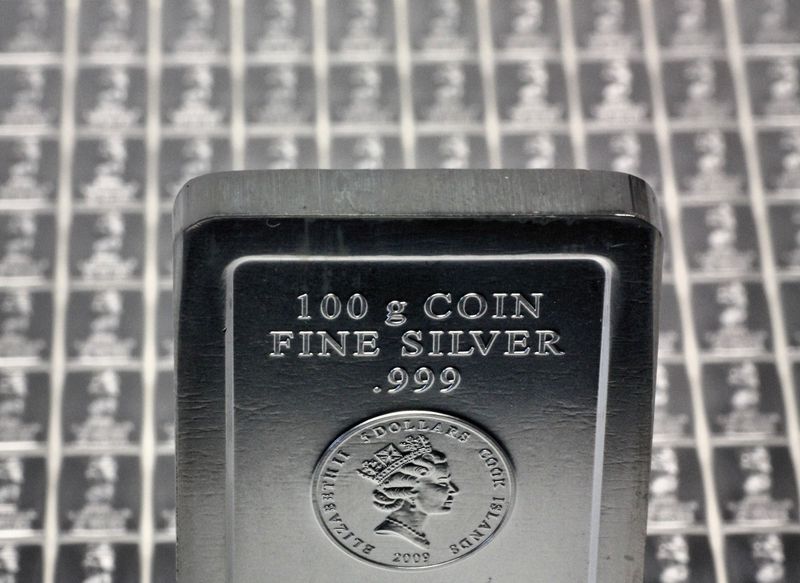 100 g COIN
FINE SILVER
.999
ELIZABETH II 5 DOLLARS COOK ISLANDS
2009